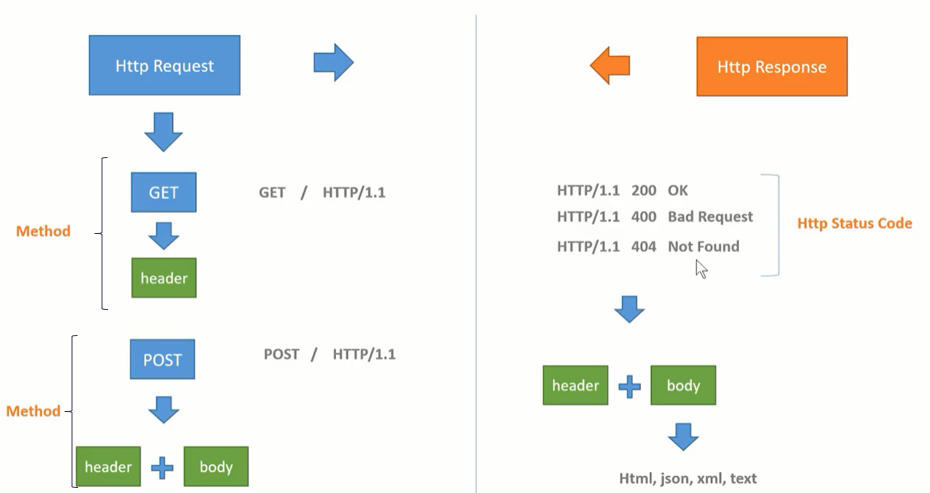 Http Request
GET
GET / HTTP/1.1
Method
header
POST
POST / HTTP/1.1
Method
header
body
Http Response
HTTP/1.1 200 OK
HTTP/1.1 400 Bad Request
HTTP/1.1 404 Not Found
Http Status Code
header
body
Html, json, xml, text